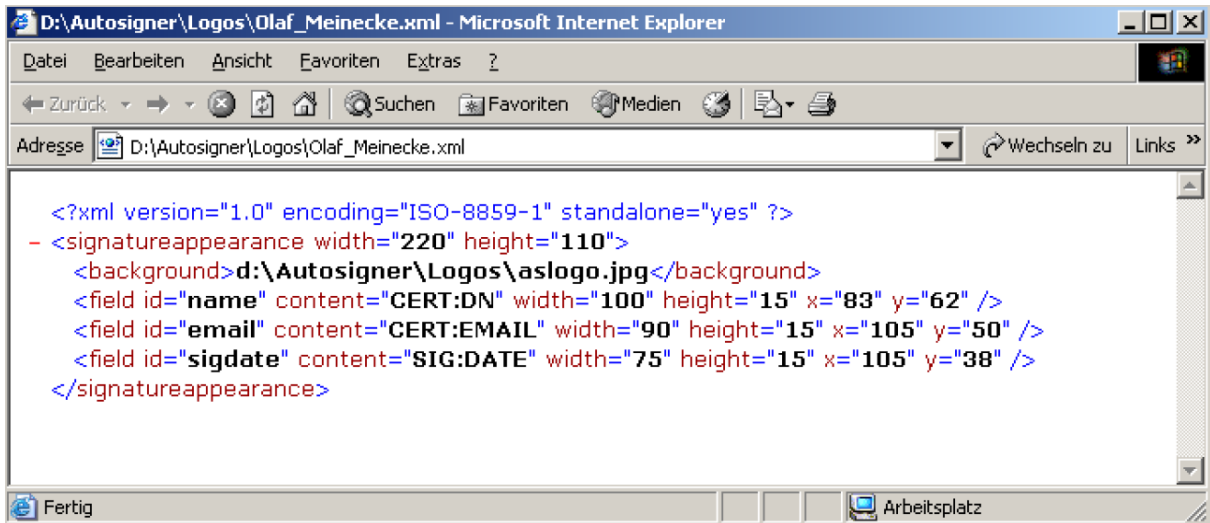 D:\Autosigner\Logos\Olaf_Meinecke.xml - Microsoft Internet Explorer
Datei Bearbeiten Ansicht Favoriten Extras ?
Zurück Suchen Favoriten Medien
Adresse D:\Autosigner\Logos\Olaf_Meinecke.xml Wechseln zu Links »
<?xml version="1.0" encoding="ISO-8859-1" standalone="yes" ?>
- <signatureappearance width="220" height="110">
<background>d:\Autosigner\Logos\aslogo.jpg</background>
<field id="name" content="CERT:DN" width="100" height="15" x="83" y="62" />
<field id="email" content="CERT:EMAIL" width="90" height="15" x="105" y="50" />
<field id="sigdate" content="SIG:DATE" width="75" height="15" x="105" y="38" />
</signatureappearance>
Fertig Arbeitsplatz